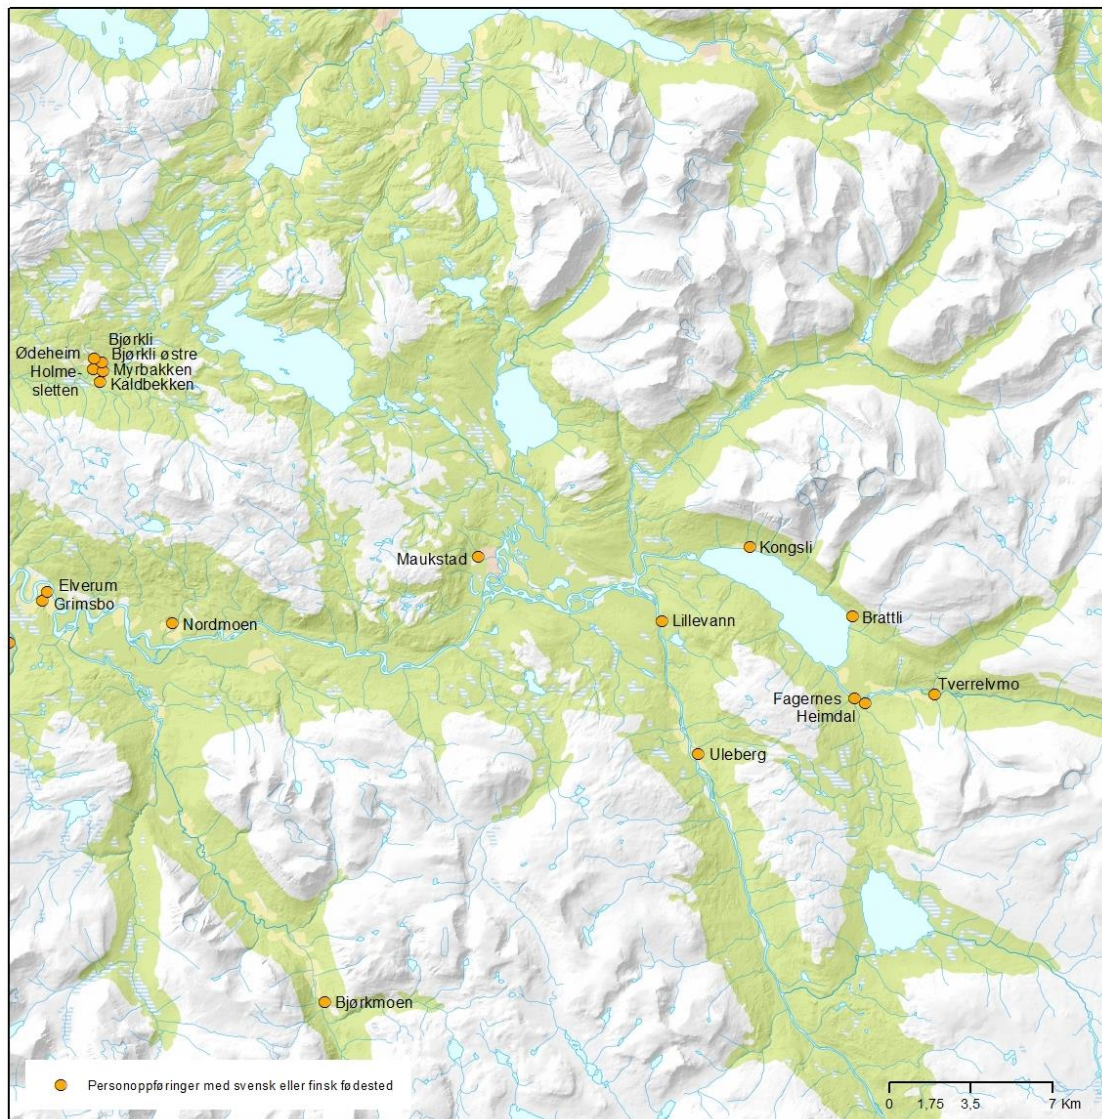 Bjørkli
Ødeheim
Bjørkli østre
Holme-
sletten
Myrbakken
Kaldbekken
Maukstad
Kongsli
Elverum
Grimsbo
Nordmoen
Lillevann
Brattli
Tverrelvmo
Fagernes
Heimdal
Uleberg
Bjørkmoen
Personoppføringer med svensk eller finsk fødested
0 1,75 3,5 7 Km